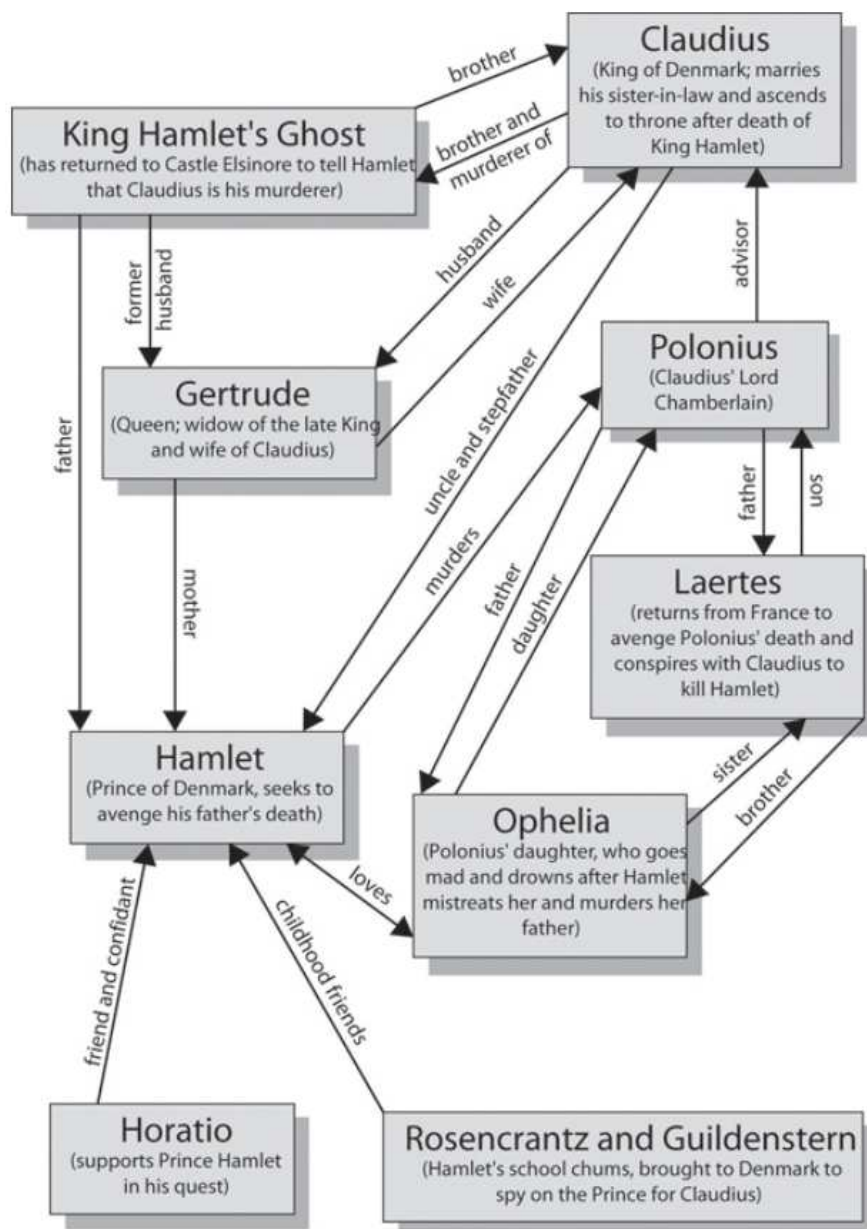 Claudius
(King of Denmark; marries
his sister-in-law and ascends
to throne after death of
King Hamlet)
brother
King Hamlet's Ghost
(has returned to Castle Elsinore to tell Hamlet
that Claudius is his murderer)
brother and
murderer of
former
husband
husband
wife
advisor
Polonius
(Claudius' Lord
Chamberlain)
Gertrude
(Queen; widow of the late King
and wife of Claudius)
father
uncle and stepfather
murders
father
daughter
father
son
mother
Laertes
(returns from France to
avenge Polonius' death and
conspires with Claudius to
kill Hamlet)
Hamlet
(Prince of Denmark, seeks to
avenge his father's death)
sister
brother
Ophelia
(Polonius' daughter, who goes
mad and drowns after Hamlet
mistreats her and murders her
father)
loves
friend and confidant
childhood friends
Horatio
(supports Prince Hamlet
in his quest)
Rosencrantz and Guildenstern
(Hamlet's school chums, brought to Denmark to
spy on the Prince for Claudius)